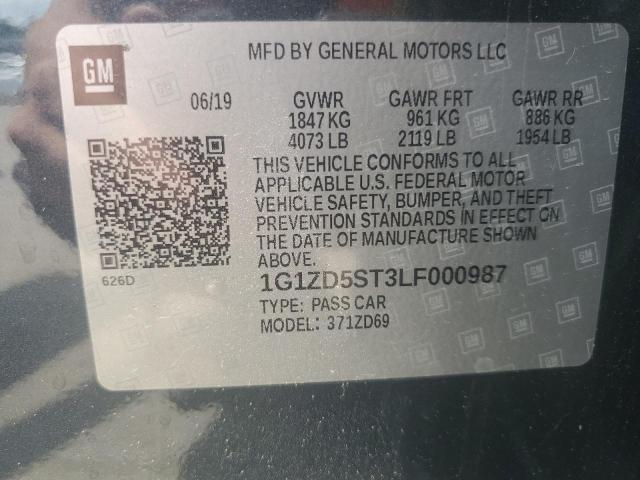 GM
MFD BY GENERAL MOTORS LLC
06/19 GVWR GAWR FRT GAWR RR
1847 KG 961 KG 886 KG
4073 LB 2119 LB 1954 LB
THIS VEHICLE CONFORMS TO ALL
APPLICABLE U.S. FEDERAL MOTOR
VEHICLE SAFETY, BUMPER, AND THEFT
PREVENTION STANDARDS IN EFFECT ON
THE DATE OF MANUFACTURE SHOWN
ABOVE.
626D
1G1ZD5ST3LF000987
TYPE: PASS CAR
MODEL: 371ZD69